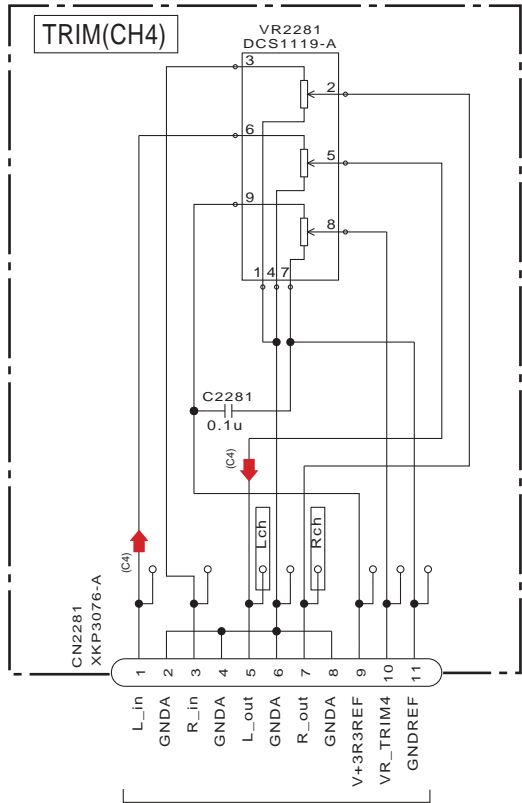 TRIM(CH4)
VR2281
DCS1119-A
3
2
6
5
9
8
1 4 7
C2281
0.1u
(C4)
(C4)
Lch
Rch
CN2281
XKP3076-A
1 2 3 4 5 6 7 8 9 10 11
L_in
GNDA
R_in
GNDA
L_out
GNDA
R_out
GNDA
V+3R3REF
VR_TRIM4
GNDREF